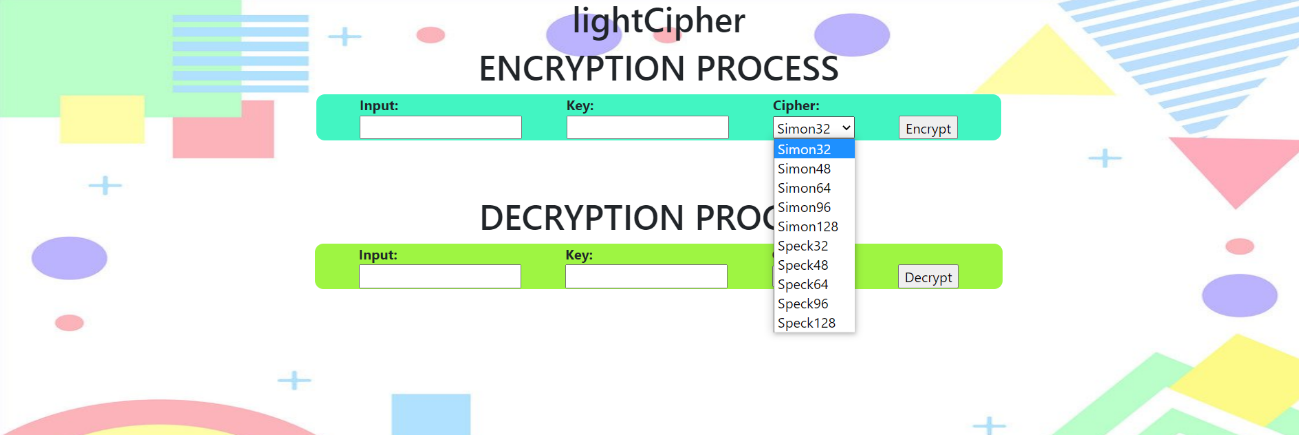 lightCipher
ENCRYPTION PROCESS
Input: Key: Cipher:
Simon32 Encrypt
Simon32
Simon48
Simon64
Simon96
Simon128
Speck32
Speck48
Speck64
Speck96
Speck128
DECRYPTION
Input: Key:
Decrypt